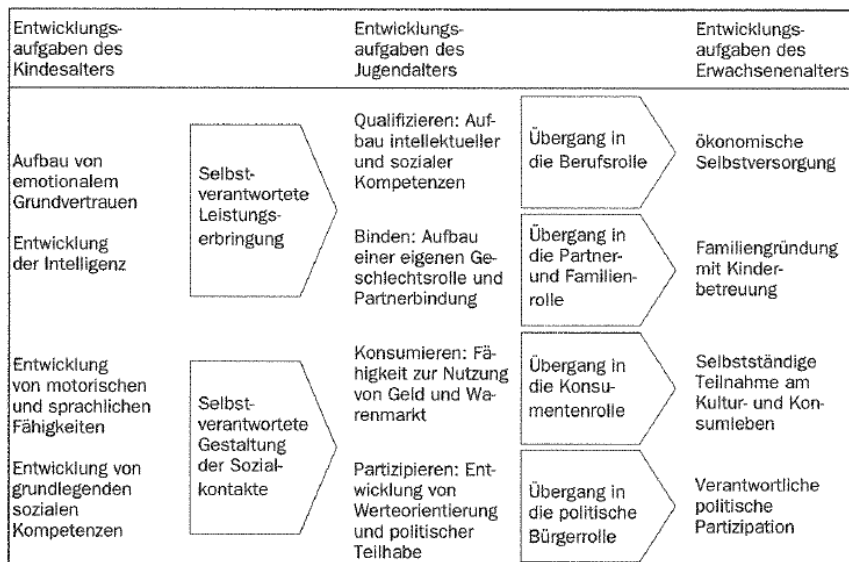 Entwicklungs-
aufgaben des
Kindesalters
Entwicklungs-
aufgaben des
Jugendalters
Entwicklungs-
aufgaben des
Erwachsenenalters
Aufbau von
emotionalem
Grundvertrauen
Entwicklung
der Intelligenz
Selbst-
verantwortete
Leistungs-
erbringung
Qualifizieren: Auf-
bau intellektueller
und sozialer
Kompetenzen
Übergang in
die Berufsrolle
ökonomische
Selbstversorgung
Binden: Aufbau
einer eigenen Ge-
schlechtsrolle und
Partnerbindung
Übergang in
die Partner-
und Familien-
rolle
Familiengründung
mit Kinder-
betreuung
Entwicklung
von motorischen
und sprachlichen
Fähigkeiten
Entwicklung von
grundlegenden
sozialen
Kompetenzen
Selbst-
verantwortete
Gestaltung
der Sozial-
kontakte
Konsumieren: Fä-
higkeit zur Nutzung
von Geld und Wa-
renmarkt
Übergang in
die Konsu-
mentenrolle
Selbstständige
Teilnahme am
Kultur- und Kon-
sumleben
Partizipieren: Ent-
wicklung von
Werteorientierung
und politischer
Teilhabe
Übergang in
die politische
Bürgerrolle
Verantwortliche
politische
Partizipation